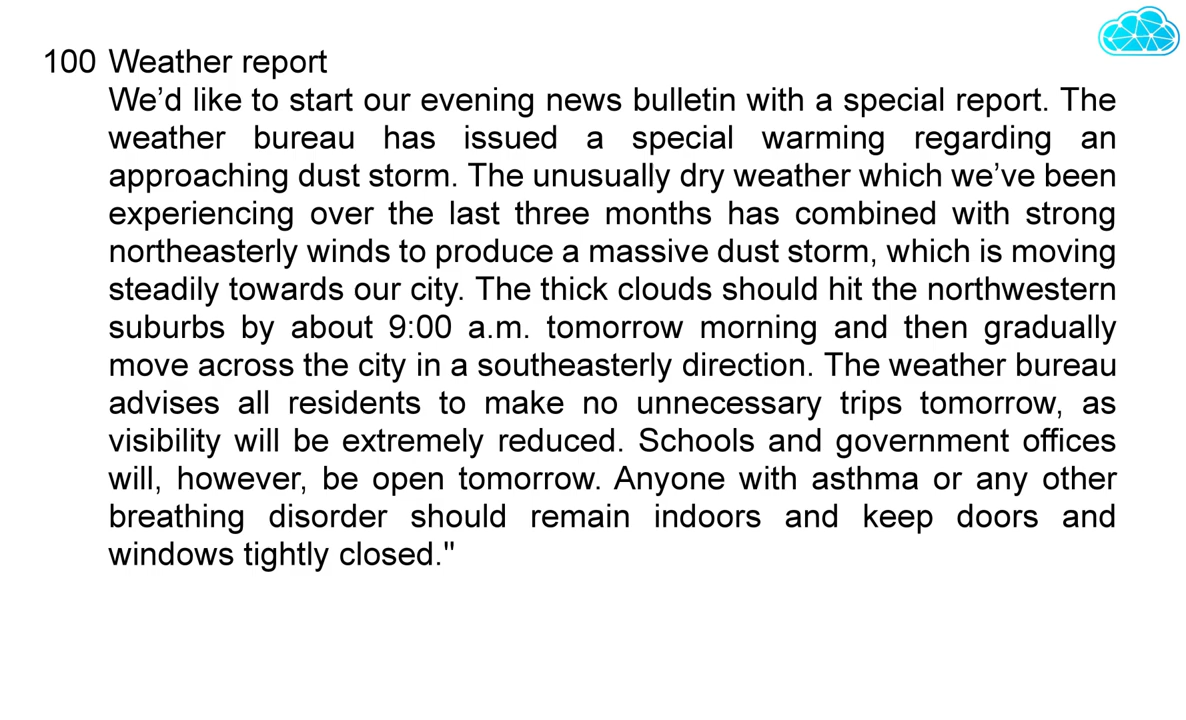 100 Weather report
We’d like to start our evening news bulletin with a special report. The
weather bureau has issued a special warming regarding an
approaching dust storm. The unusually dry weather which we’ve been
experiencing over the last three months has combined with strong
northeasterly winds to produce a massive dust storm, which is moving
steadily towards our city. The thick clouds should hit the northwestern
suburbs by about 9:00 a.m. tomorrow morning and then gradually
move across the city in a southeasterly direction. The weather bureau
advises all residents to make no unnecessary trips tomorrow, as
visibility will be extremely reduced. Schools and government offices
will, however, be open tomorrow. Anyone with asthma or any other
breathing disorder should remain indoors and keep doors and
windows tightly closed."